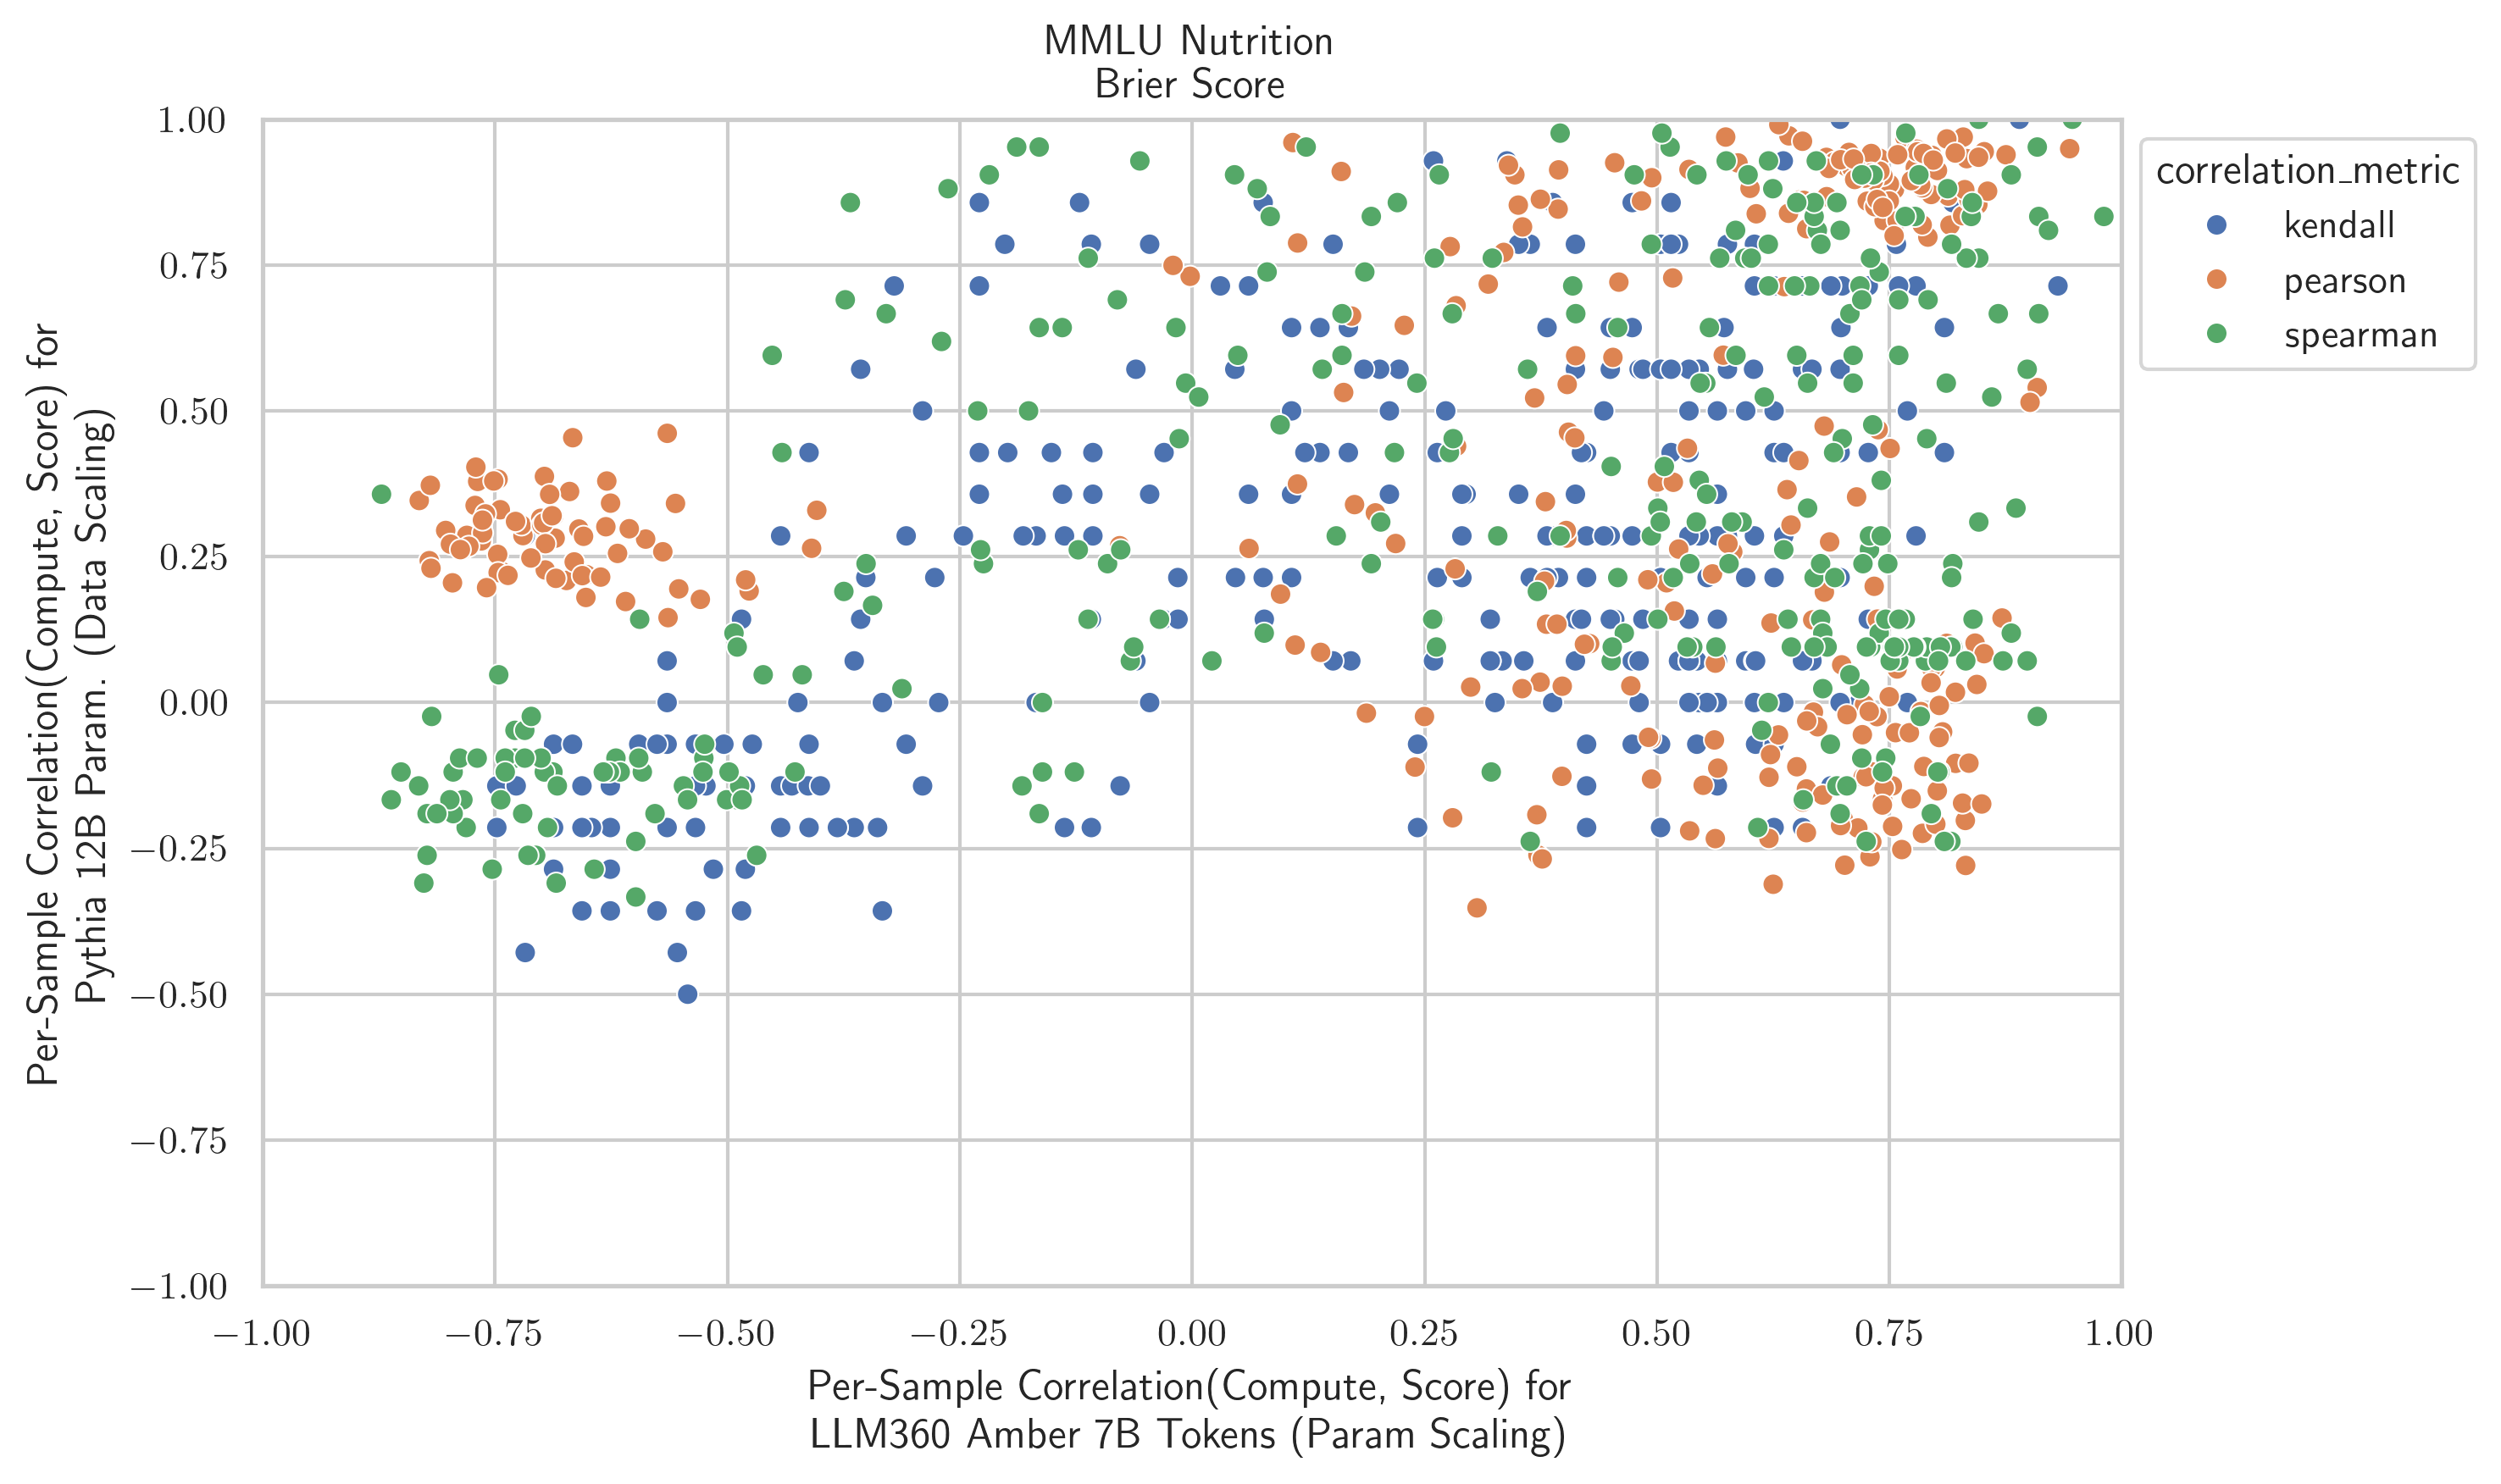 MMLU Nutrition
Brier Score
1.00
0.75
0.50
0.25
0.00
−0.25
−0.50
−0.75
−1.00
Per-Sample Correlation(Compute, Score) for
Pythia 12B Param. (Data Scaling)
−1.00
−0.75
−0.50
−0.25
0.00
0.25
0.50
0.75
1.00
Per-Sample Correlation(Compute, Score) for
LLM360 Amber 7B Tokens (Param Scaling)
correlation_metric
kendall
pearson
spearman